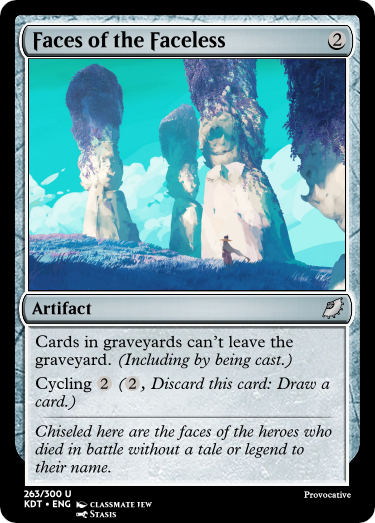 Faces of the Faceless 2
Artifact
Cards in graveyards can't leave the
graveyard. (Including by being cast.)
Cycling 2 (2, Discard this card: Draw a
card.)
Chiseled here are the faces of the heroes who
died in battle without a tale or legend to
their name.
263/300 U
KDT • ENG CLASSMATE JEW
STASIS
PROVOCATIVE